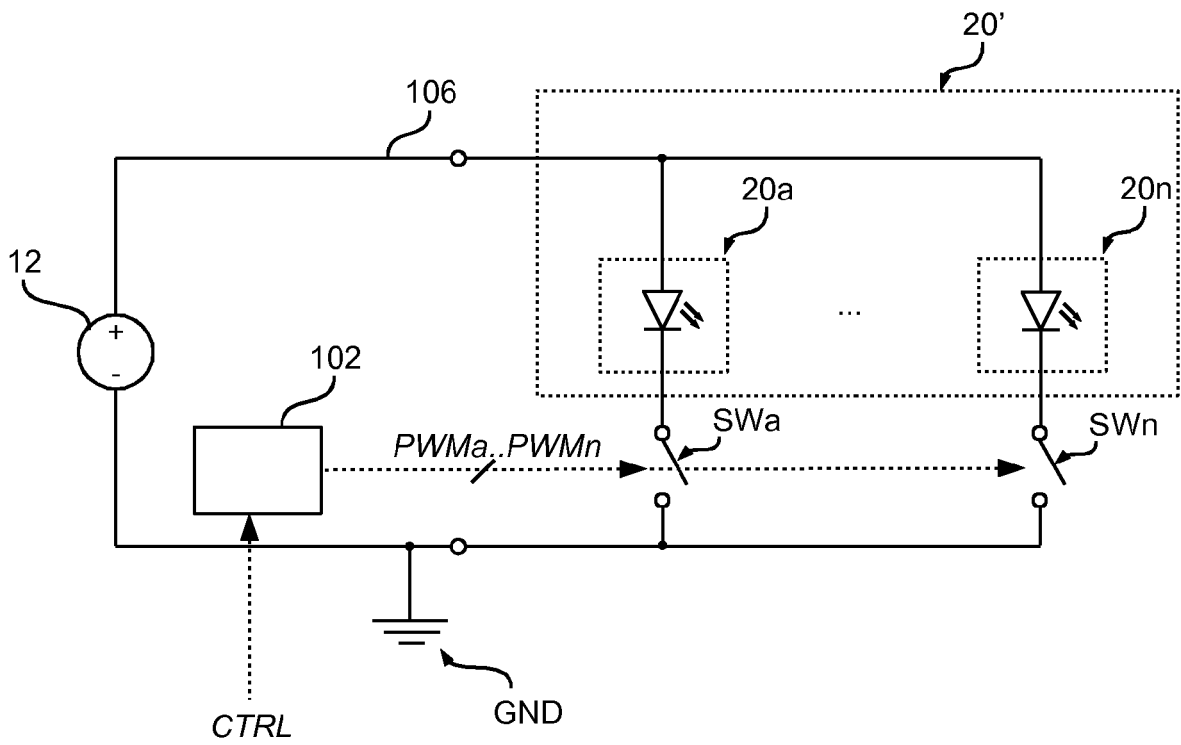 20’
106
20a
20n
12
+
-
...
102
PWMa..PWMn
SWa
SWn
GND
CTRL